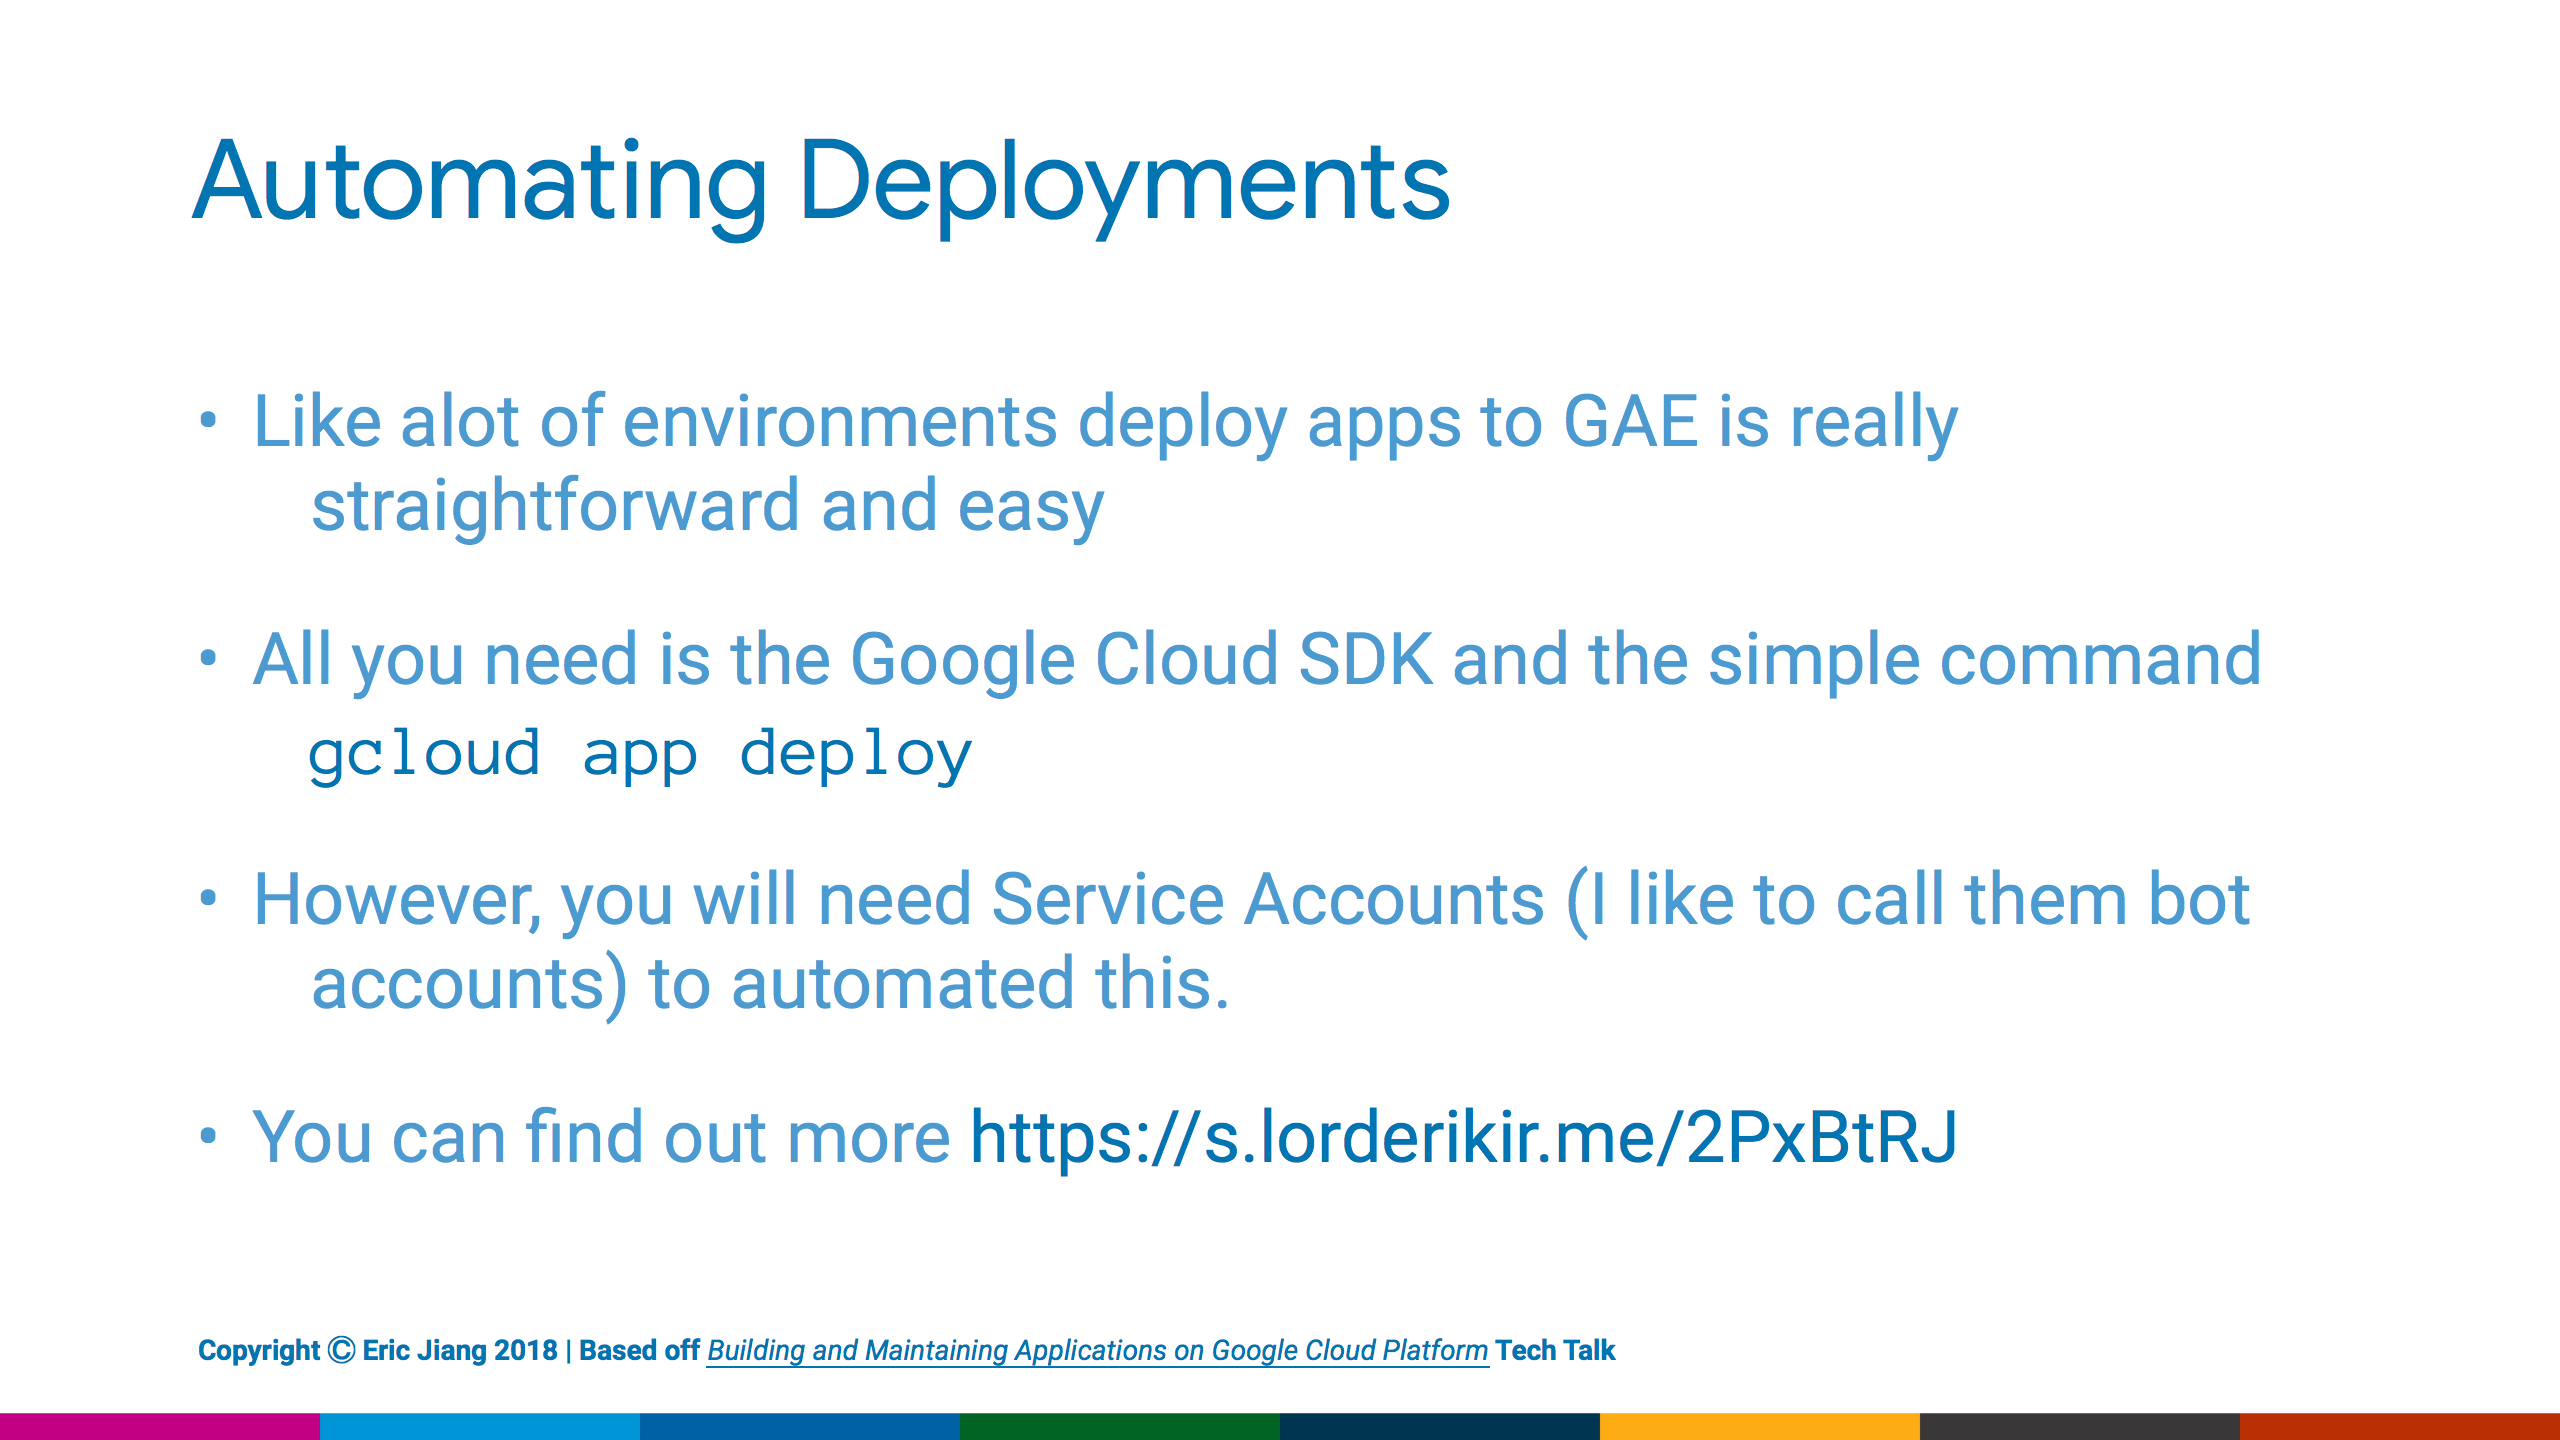 Automating Deployments
• Like alot of environments deploy apps to GAE is really
straightforward and easy
• All you need is the Google Cloud SDK and the simple command
gcloud app deploy
• However, you will need Service Accounts (I like to call them bot
accounts) to automated this.
• You can find out more https://s.lorderikir.me/2PxBtRJ
Copyright © Eric Jiang 2018 | Based off Building and Maintaining Applications on Google Cloud Platform Tech Talk